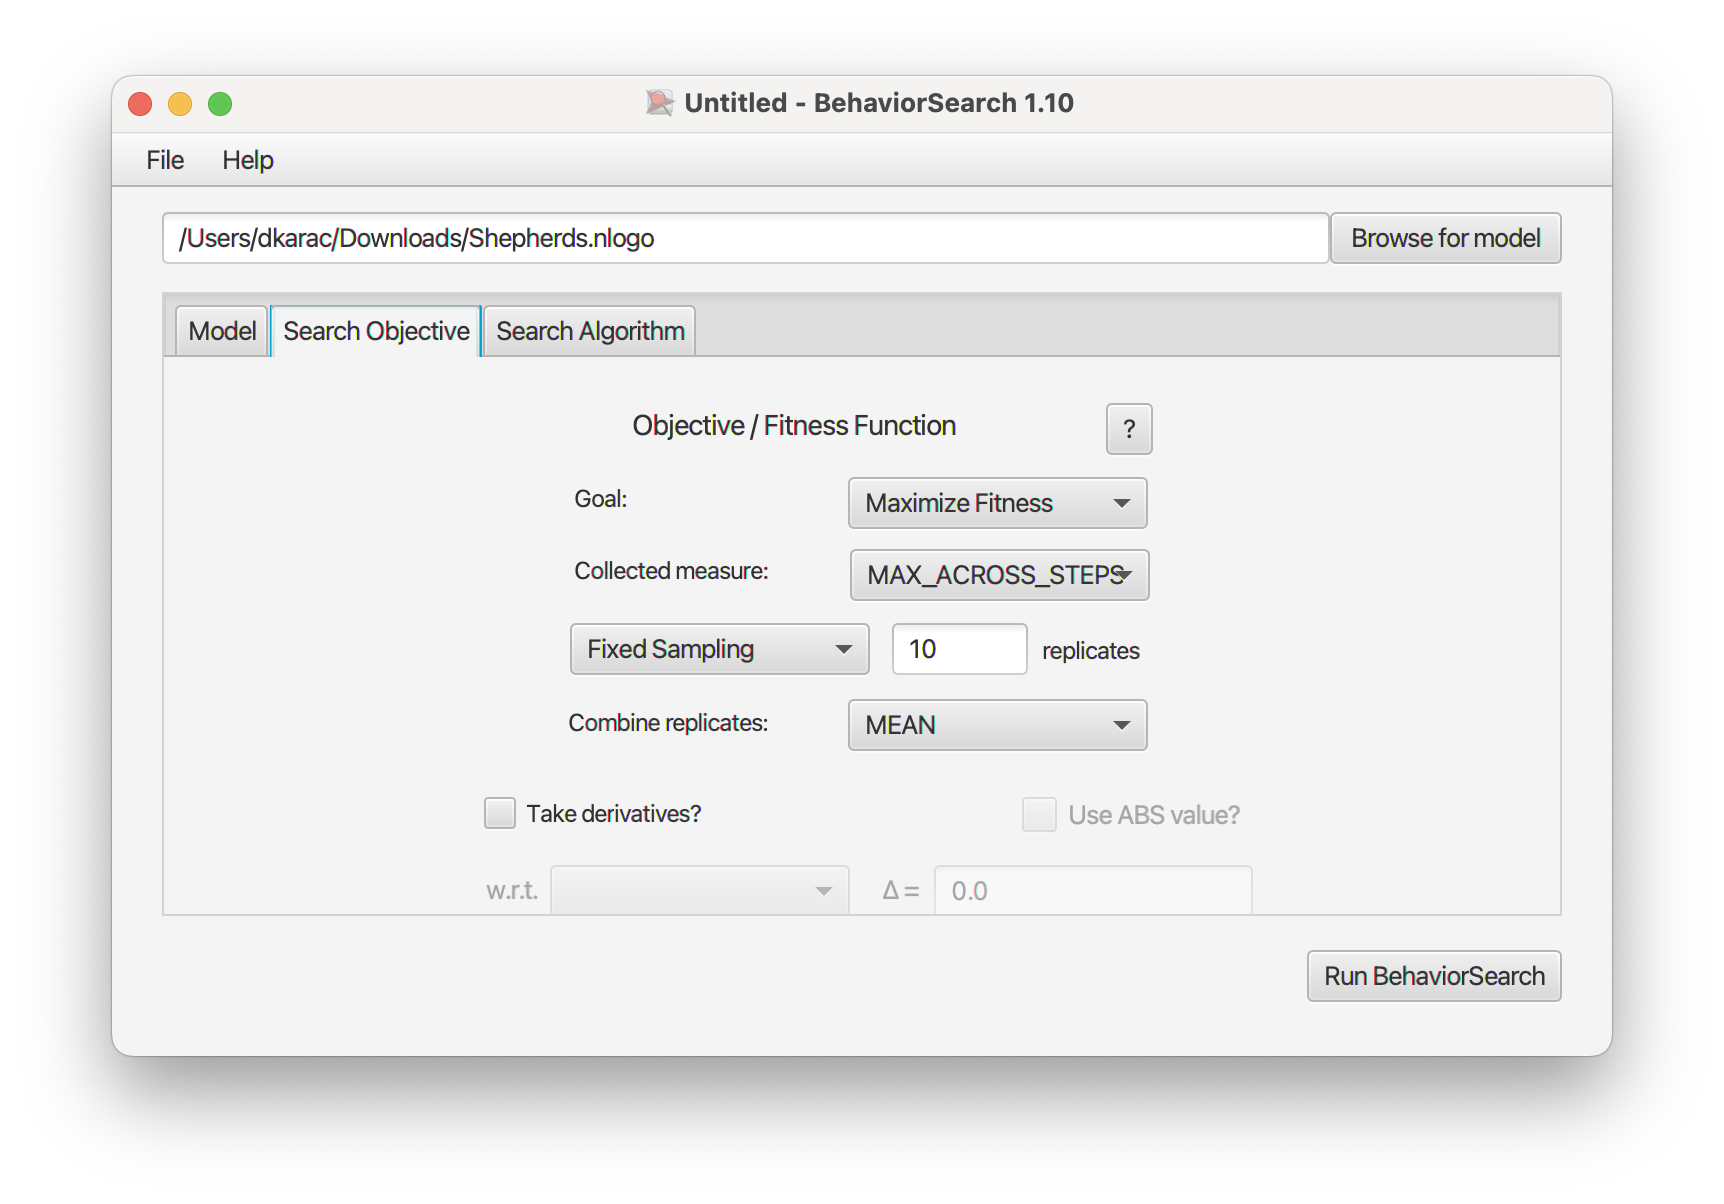 Untitled - BehaviorSearch 1.10
File Help
/Users/dkarac/Downloads/Shepherds.nlogo Browse for model
Model Search Objective Search Algorithm
Objective / Fitness Function ?
Goal: Maximize Fitness
Collected measure: MAX_ACROSS_STEPS
Fixed Sampling 10 replicates
Combine replicates: MEAN
Take derivatives? Use ABS value?
w.r.t. Δ = 0.0
Run BehaviorSearch